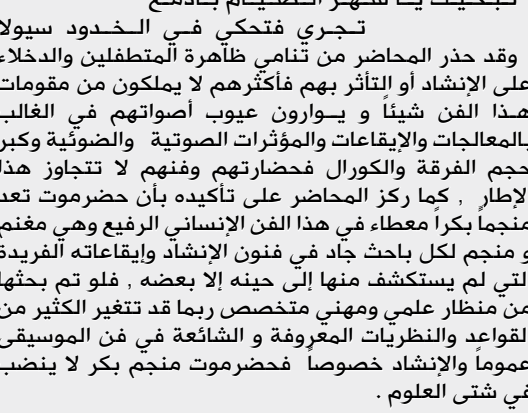 تجري فتحكي في الخدود سيولا
وقد حذر المحاضر من تنامي ظاهرة المتطفلين والدخلاء
على الإنشاد أو التأثر بهم فأكثرهم لا يملكون من مقومات
هذا الفن شيئاً و يوارون عيوب أصواتهم في الغالب
بالمعالجات والإيقاعات والمؤثرات الصوتية والضوئية وكبر
حجم الفرقة والكورال فحضارتهم وفنهم لا تتجاوز هذا
الإطار , كما ركز المحاضر على تأكيده بأن حضرموت تعد
منجماً بكراً معطاء في هذا الفن الإنساني الرفيع وهي مغنم
و منجم لكل باحث جاد في فنون الإنشاد وإيقاعاته الفريدة
التي لم يستكشف منها إلى حينه إلا بعضه , فلو تم بحثها
من منظار علمي ومهني متخصص ربما قد تتغير الكثير من
القواعد والنظريات المعروفة و الشائعة في فن الموسيقى
عموماً والإنشاد خصوصاً فحضرموت منجم بكر لا ينضب
في شتى العلوم .